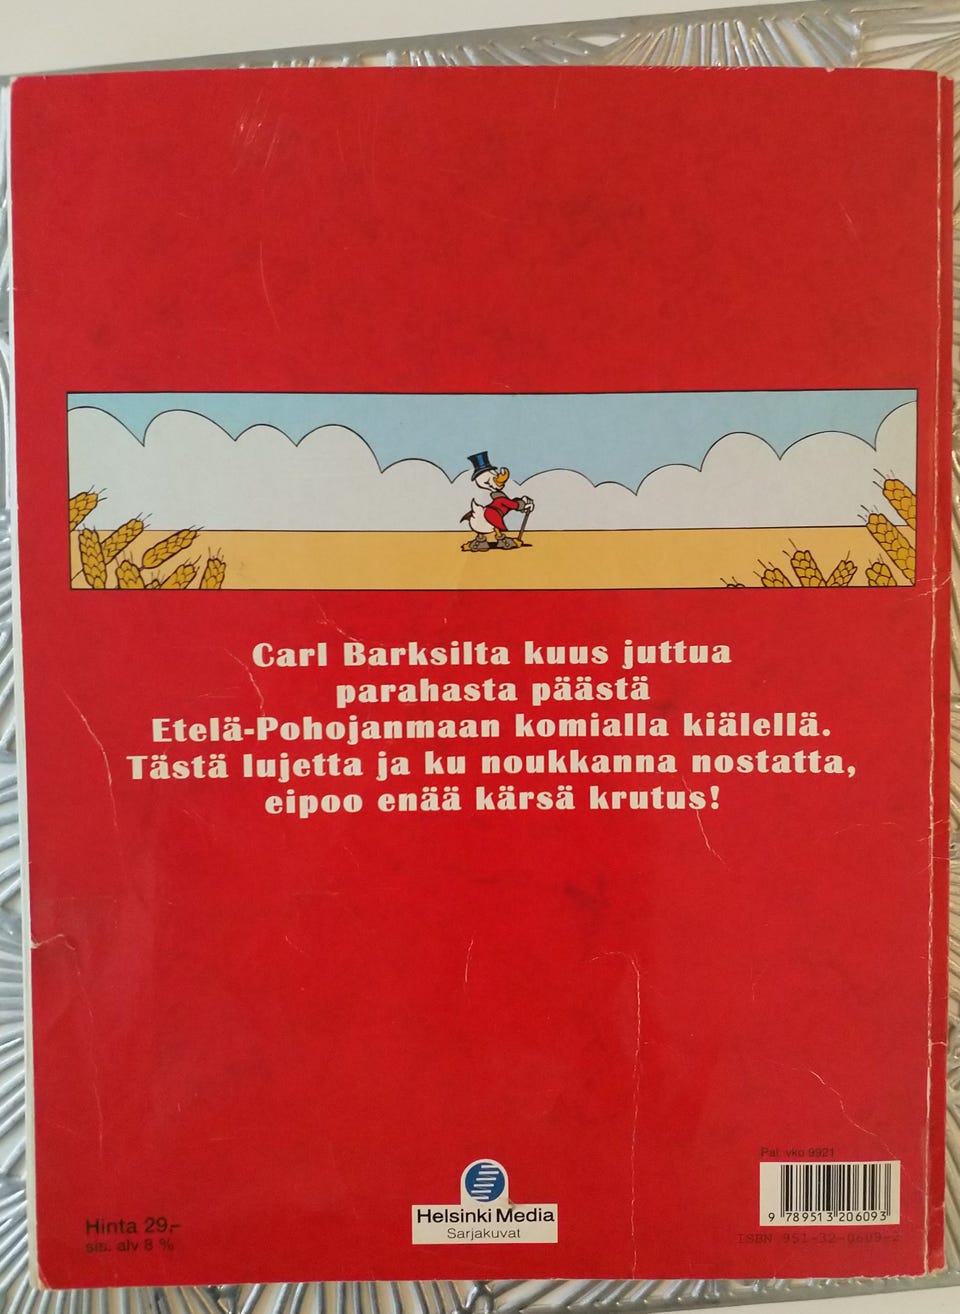 Carl Barksilta kuus juttua
parahasta päästä
Etelä-Pohojanmaan komialla kiälellä.
Tästä lujetta ja ku noukkanna nostatta,
eipoo enää kärsä krutus!
Pal. vko 9921
9 789513 206093
ISBN 951-32-0609-2
Helsinki Media
Sarjakuvat
Hinta 29,-
sis. alv 8 %